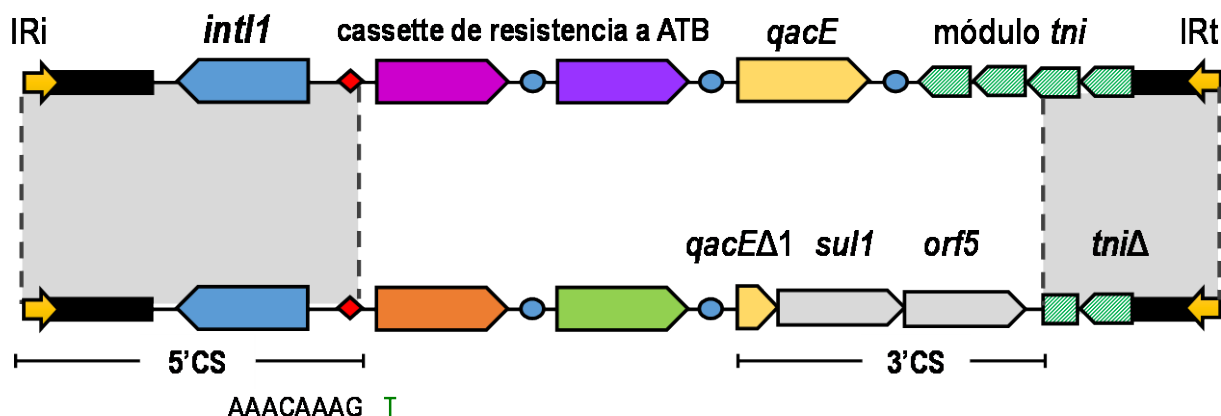 IRi intI1 cassette de resistencia a ATB qacE módulo tni IRt
qacEΔ1 sul1 orf5 tniΔ
5'CS 3'CS
AAACAAAG T